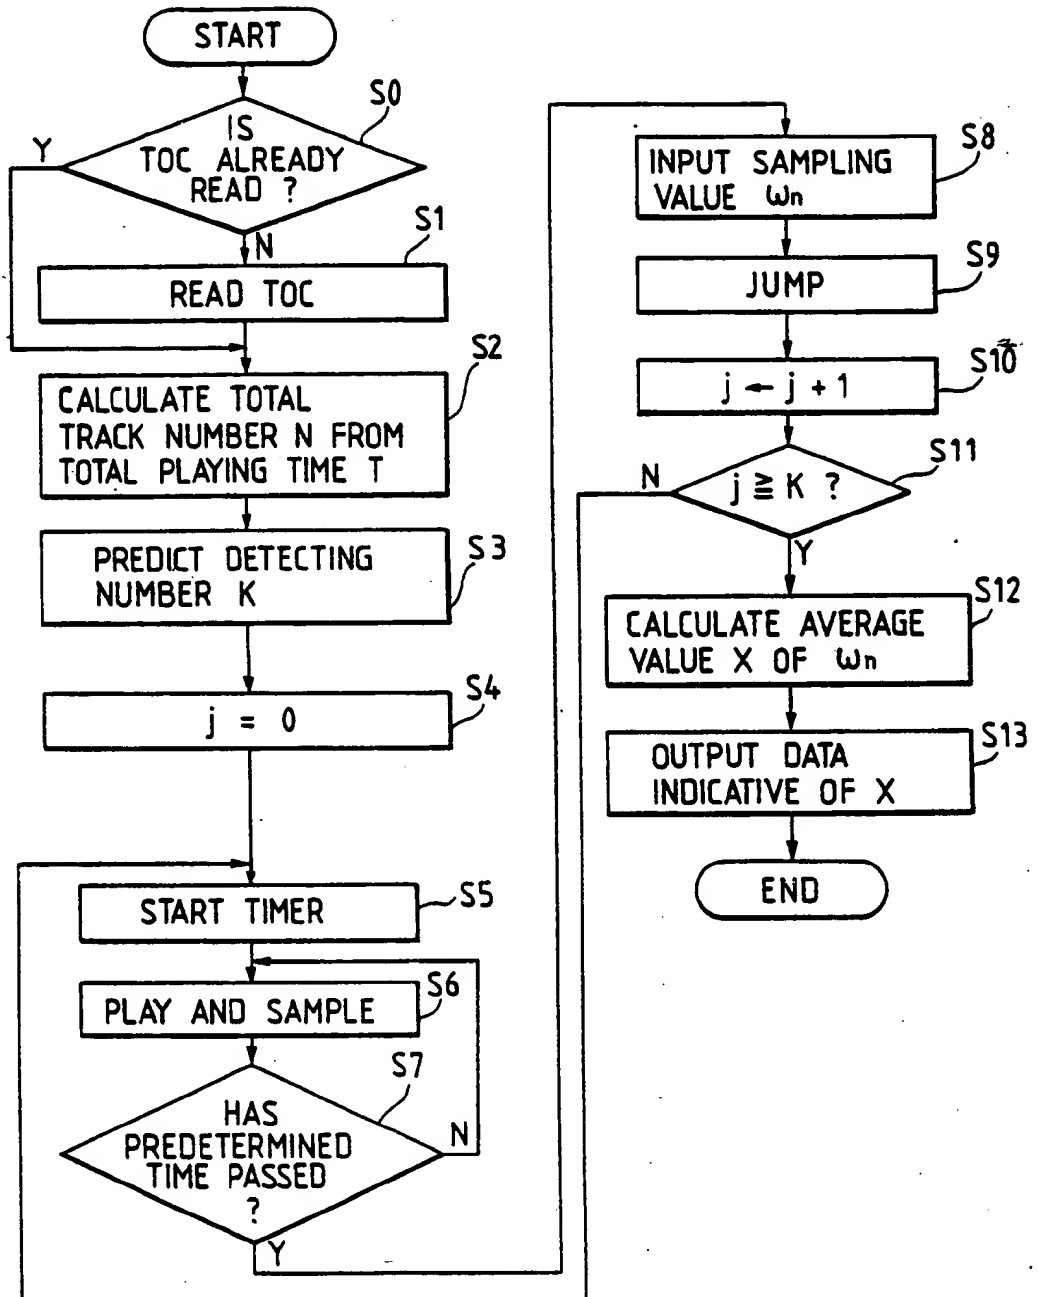 START
S0
IS
TOC ALREADY
READ ?
Y
N
S1
READ TOC
S2
CALCULATE TOTAL
TRACK NUMBER N FROM
TOTAL PLAYING TIME T
S3
PREDICT DETECTING
NUMBER K
S4
j = 0
S5
START TIMER
S6
PLAY AND SAMPLE
S7
HAS
PREDETERMINED
TIME PASSED
?
N
Y
S8
INPUT SAMPLING
VALUE ωn
S9
JUMP
S10
j ← j + 1
S11
j ≧ K ?
N
Y
S12
CALCULATE AVERAGE
VALUE X OF ωn
S13
OUTPUT DATA
INDICATIVE OF X
END